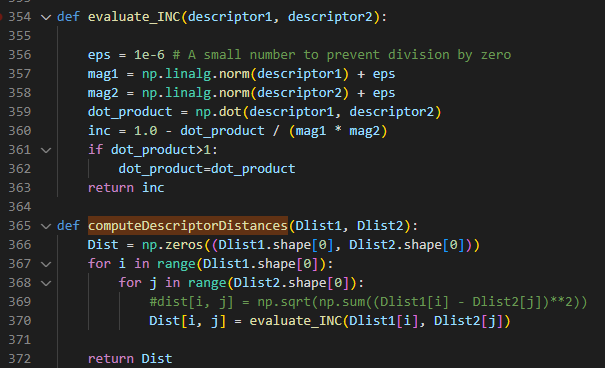 354 def evaluate_INC(descriptor1, descriptor2):
355
356 eps = 1e-6 # A small number to prevent division by zero
357 mag1 = np.linalg.norm(descriptor1) + eps
358 mag2 = np.linalg.norm(descriptor2) + eps
359 dot_product = np.dot(descriptor1, descriptor2)
360 inc = 1.0 - dot_product / (mag1 * mag2)
361 if dot_product>1:
362 dot_product=dot_product
363 return inc
364
365 def computeDescriptorDistances(Dlist1, Dlist2):
366 Dist = np.zeros((Dlist1.shape[0], Dlist2.shape[0]))
367 for i in range(Dlist1.shape[0]):
368 for j in range(Dlist2.shape[0]):
369 #dist[i, j] = np.sqrt(np.sum((Dlist1[i] - Dlist2[j])**2))
370 Dist[i, j] = evaluate_INC(Dlist1[i], Dlist2[j])
371
372 return Dist